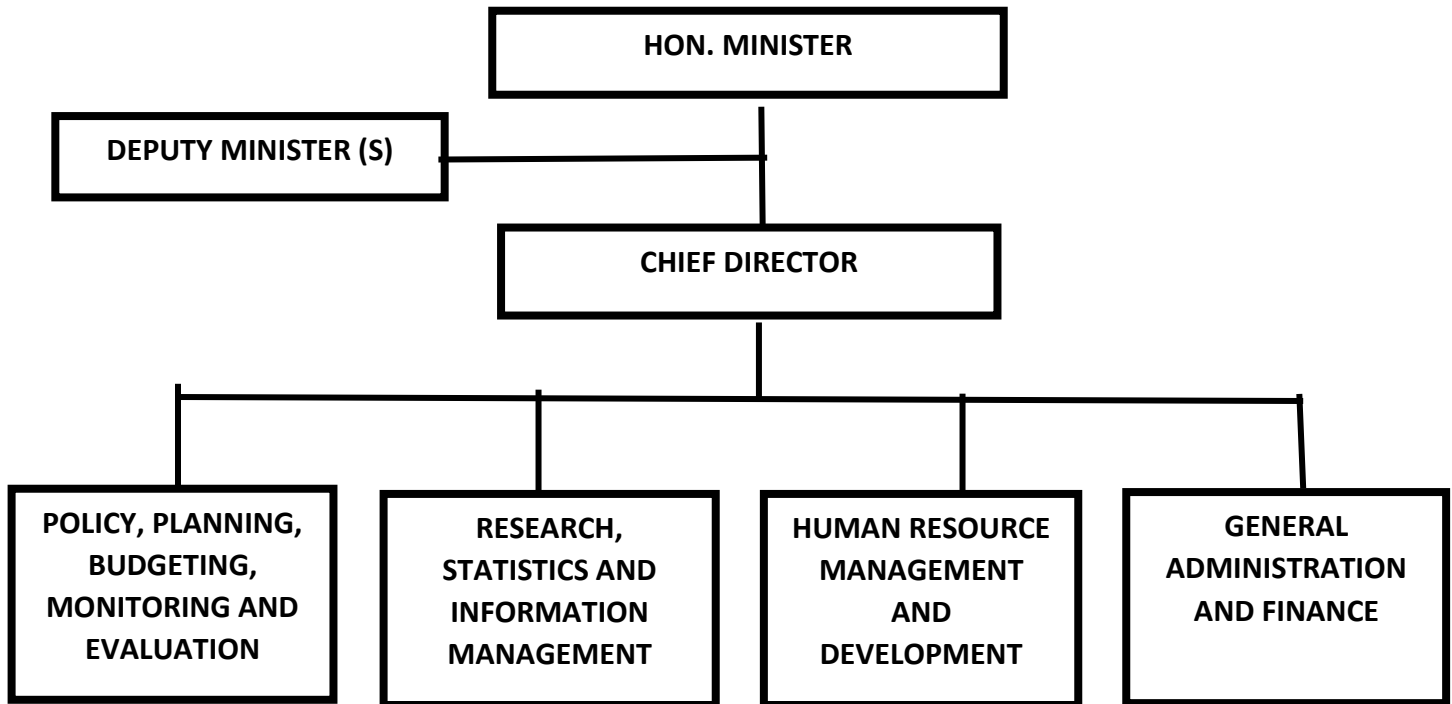 HON. MINISTER
DEPUTY MINISTER (S)
CHIEF DIRECTOR
POLICY, PLANNING,
BUDGETING,
MONITORING AND
EVALUATION
RESEARCH,
STATISTICS AND
INFORMATION
MANAGEMENT
HUMAN RESOURCE
MANAGEMENT
AND
DEVELOPMENT
GENERAL
ADMINISTRATION
AND FINANCE